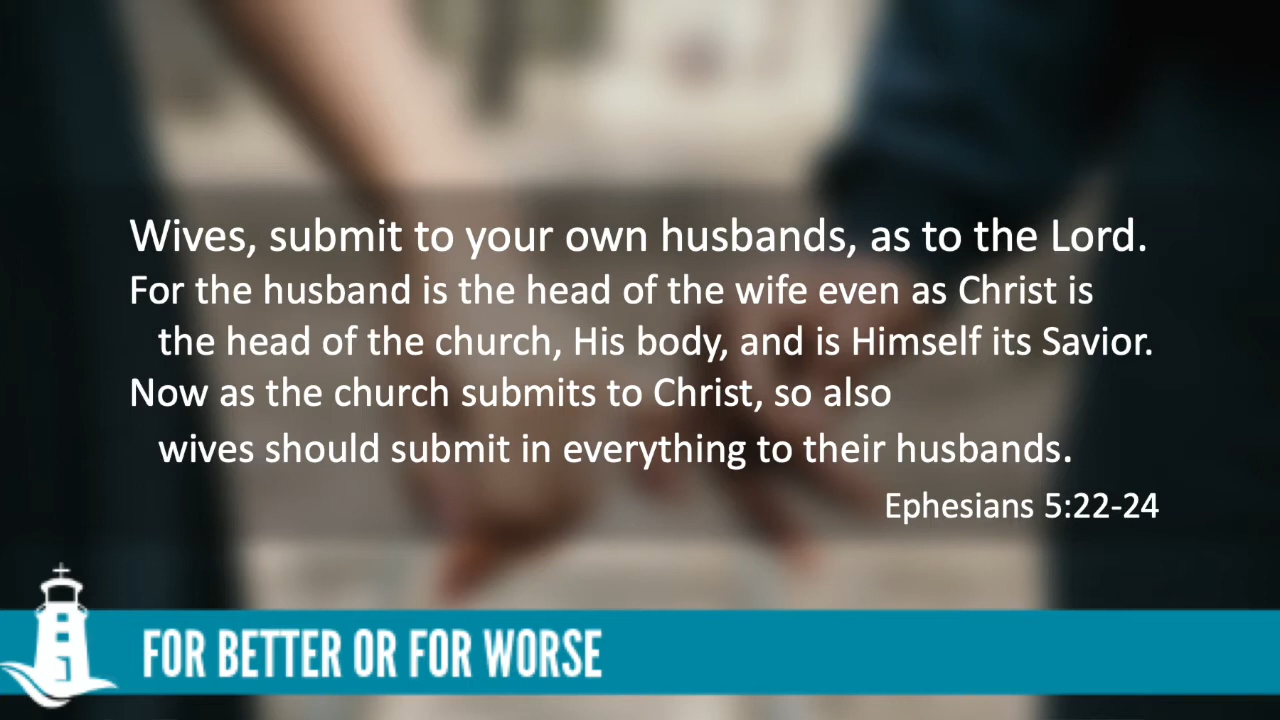 Wives, submit to your own husbands, as to the Lord.
For the husband is the head of the wife even as Christ is
the head of the church, His body, and is Himself its Savior.
Now as the church submits to Christ, so also
wives should submit in everything to their husbands.
Ephesians 5:22-24
FOR BETTER OR FOR WORSE